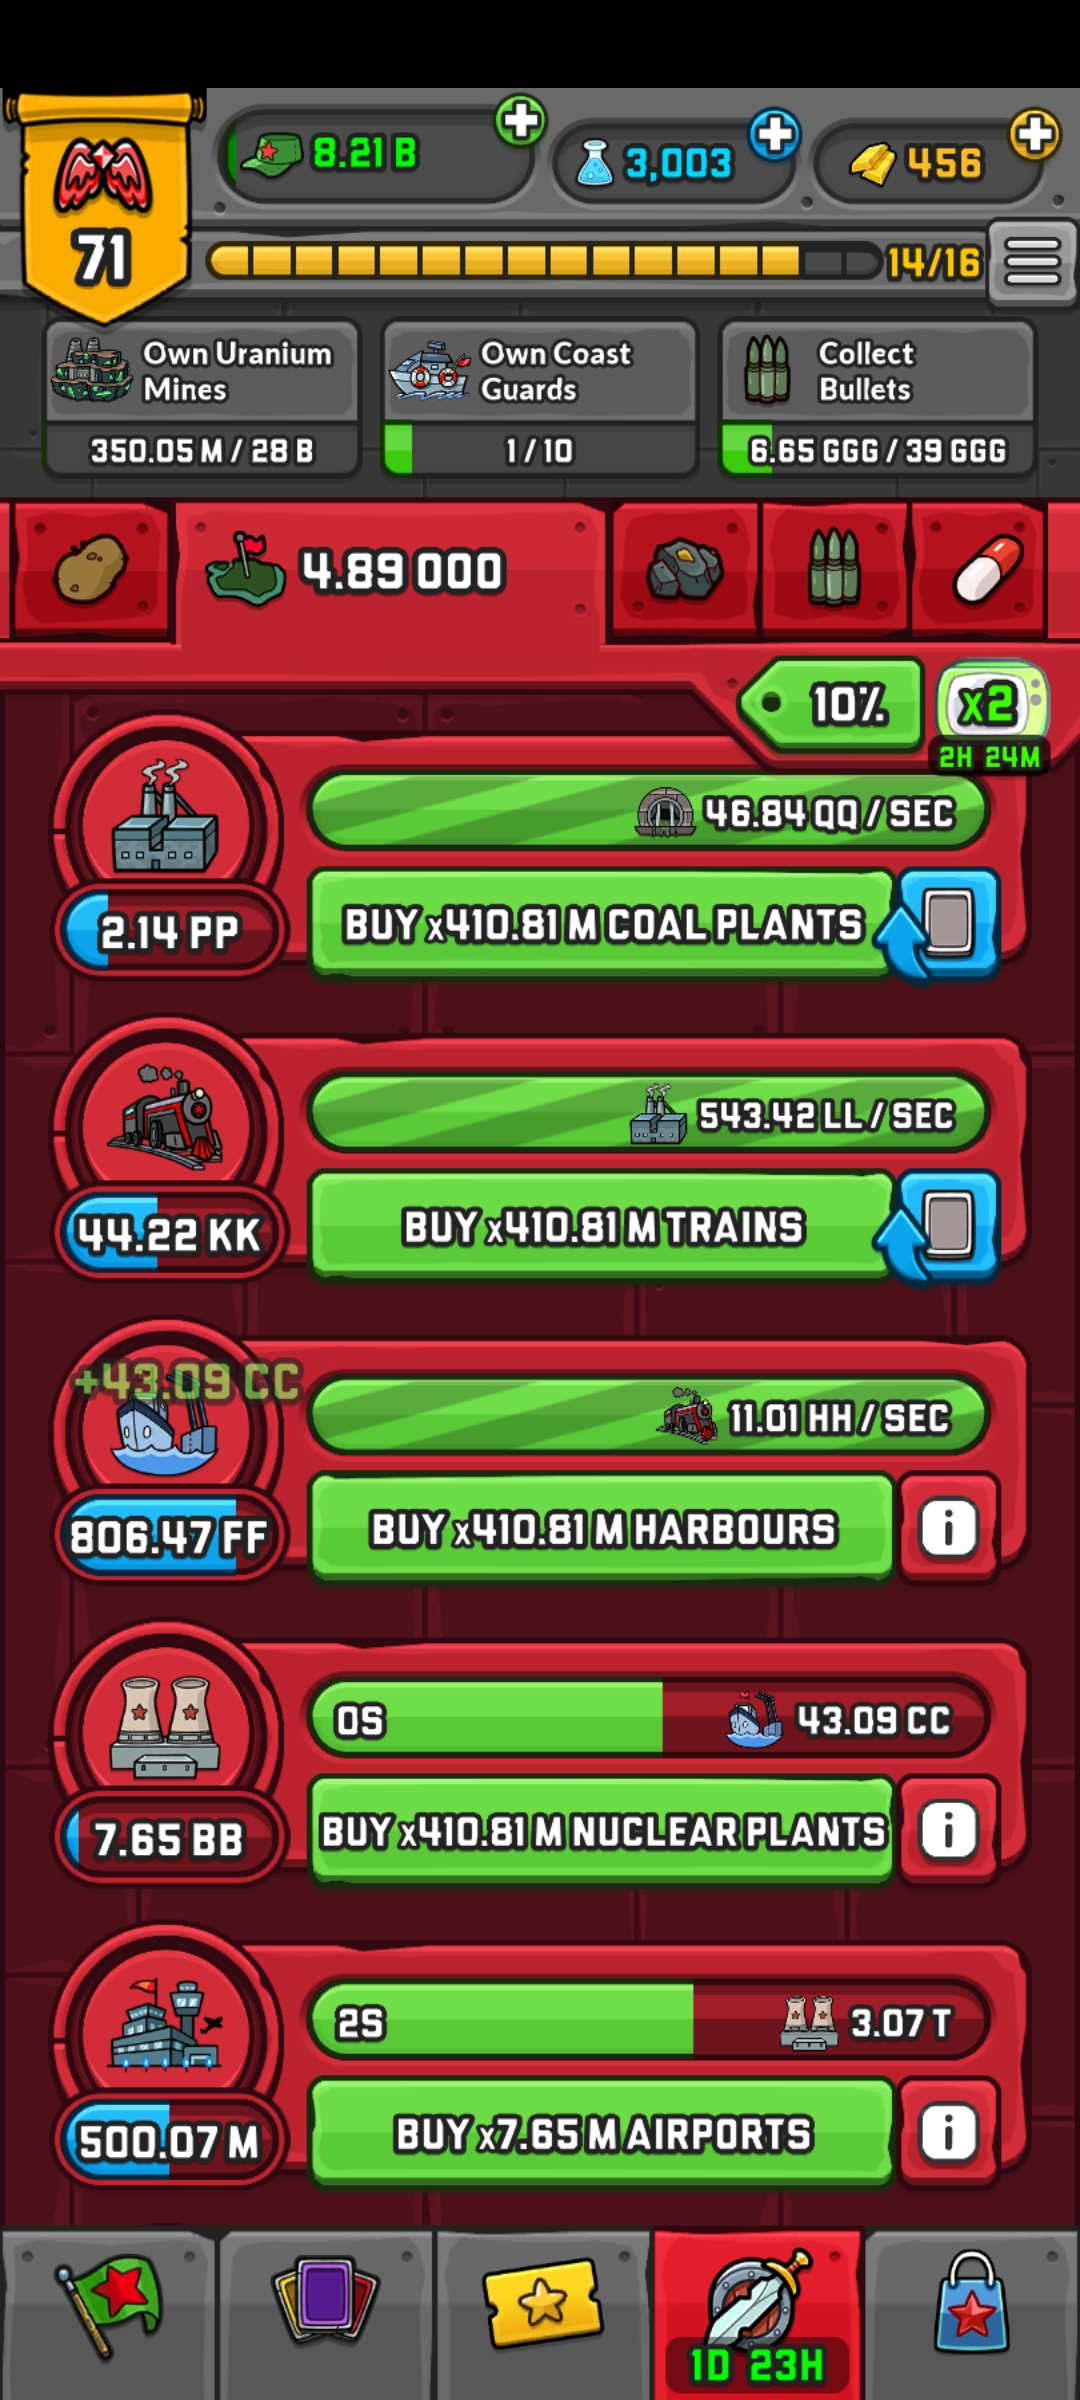 8.21 B
3,003
456
71
14/16
Own Uranium
Mines
350.05 M / 28 B
Own Coast
Guards
1 / 10
Collect
Bullets
6.65 GGG / 39 GGG
4.89 OOO
10%
x2
2H 24M
46.84 QQ / SEC
2.14 PP
BUY x410.81 M COAL PLANTS
543.42 LL / SEC
44.22 KK
BUY x410.81 M TRAINS
+43.09 CC
11.01 HH / SEC
806.47 FF
BUY x410.81 M HARBOURS
i
0S
43.09 CC
7.65 BB
BUY x410.81 M NUCLEAR PLANTS
i
2S
3.07 T
500.07 M
BUY x7.65 M AIRPORTS
i
1D 23H